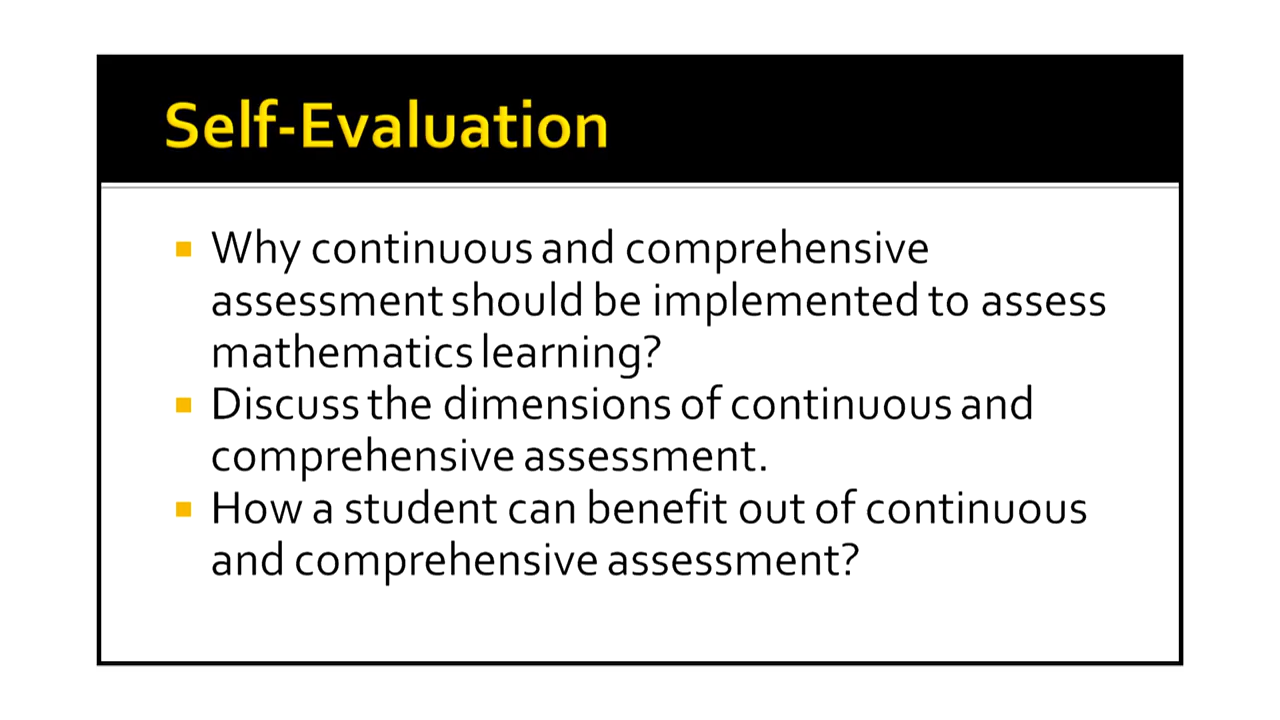 Self-Evaluation
Why continuous and comprehensive
assessment should be implemented to assess
mathematics learning?
Discuss the dimensions of continuous and
comprehensive assessment.
How a student can benefit out of continuous
and comprehensive assessment?